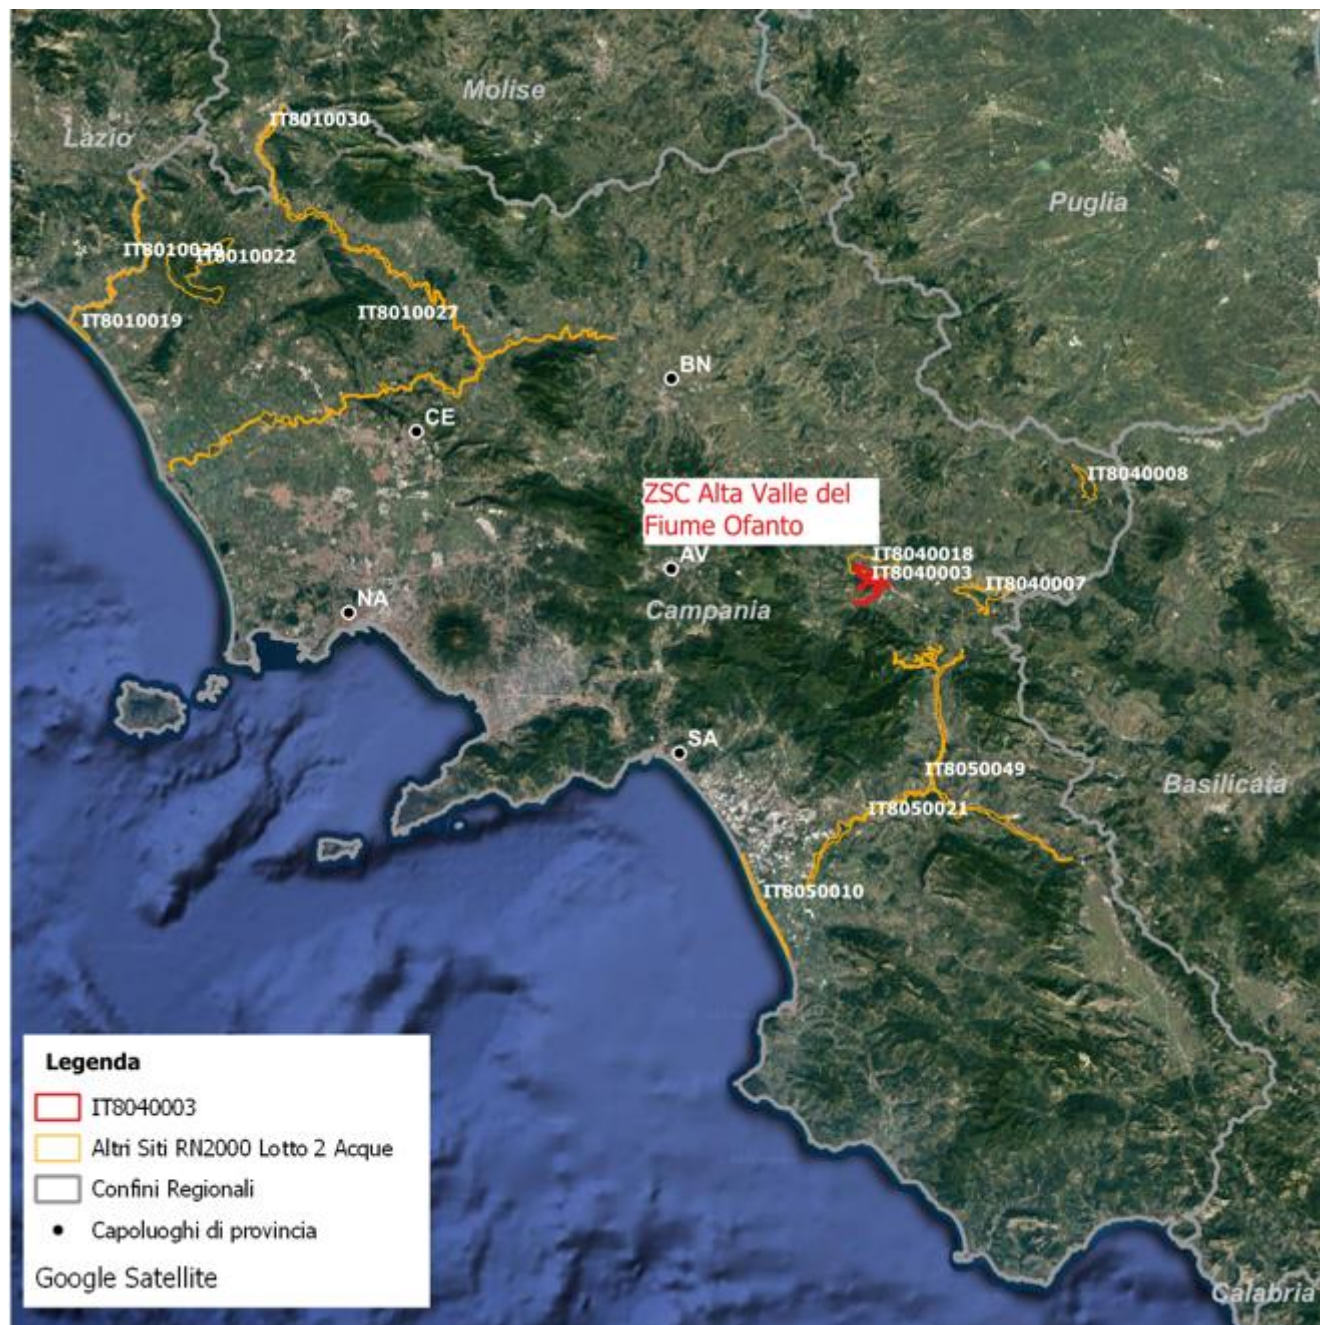 Molise
IT8010030
Lazio
Puglia
IT8010029
IT8010022
IT8010027
IT8010019
BN
CE
IT8040008
ZSC Alta Valle del
Fiume Ofanto
IT8040018
AV
IT8040003
IT8040007
NA
Campania
SA
IT8050049
Basilicata
IT8050021
IT8050010
Legenda
IT8040003
Altri Siti RN2000 Lotto 2 Acque
Confini Regionali
Capoluoghi di provincia
Google Satellite
Calabria